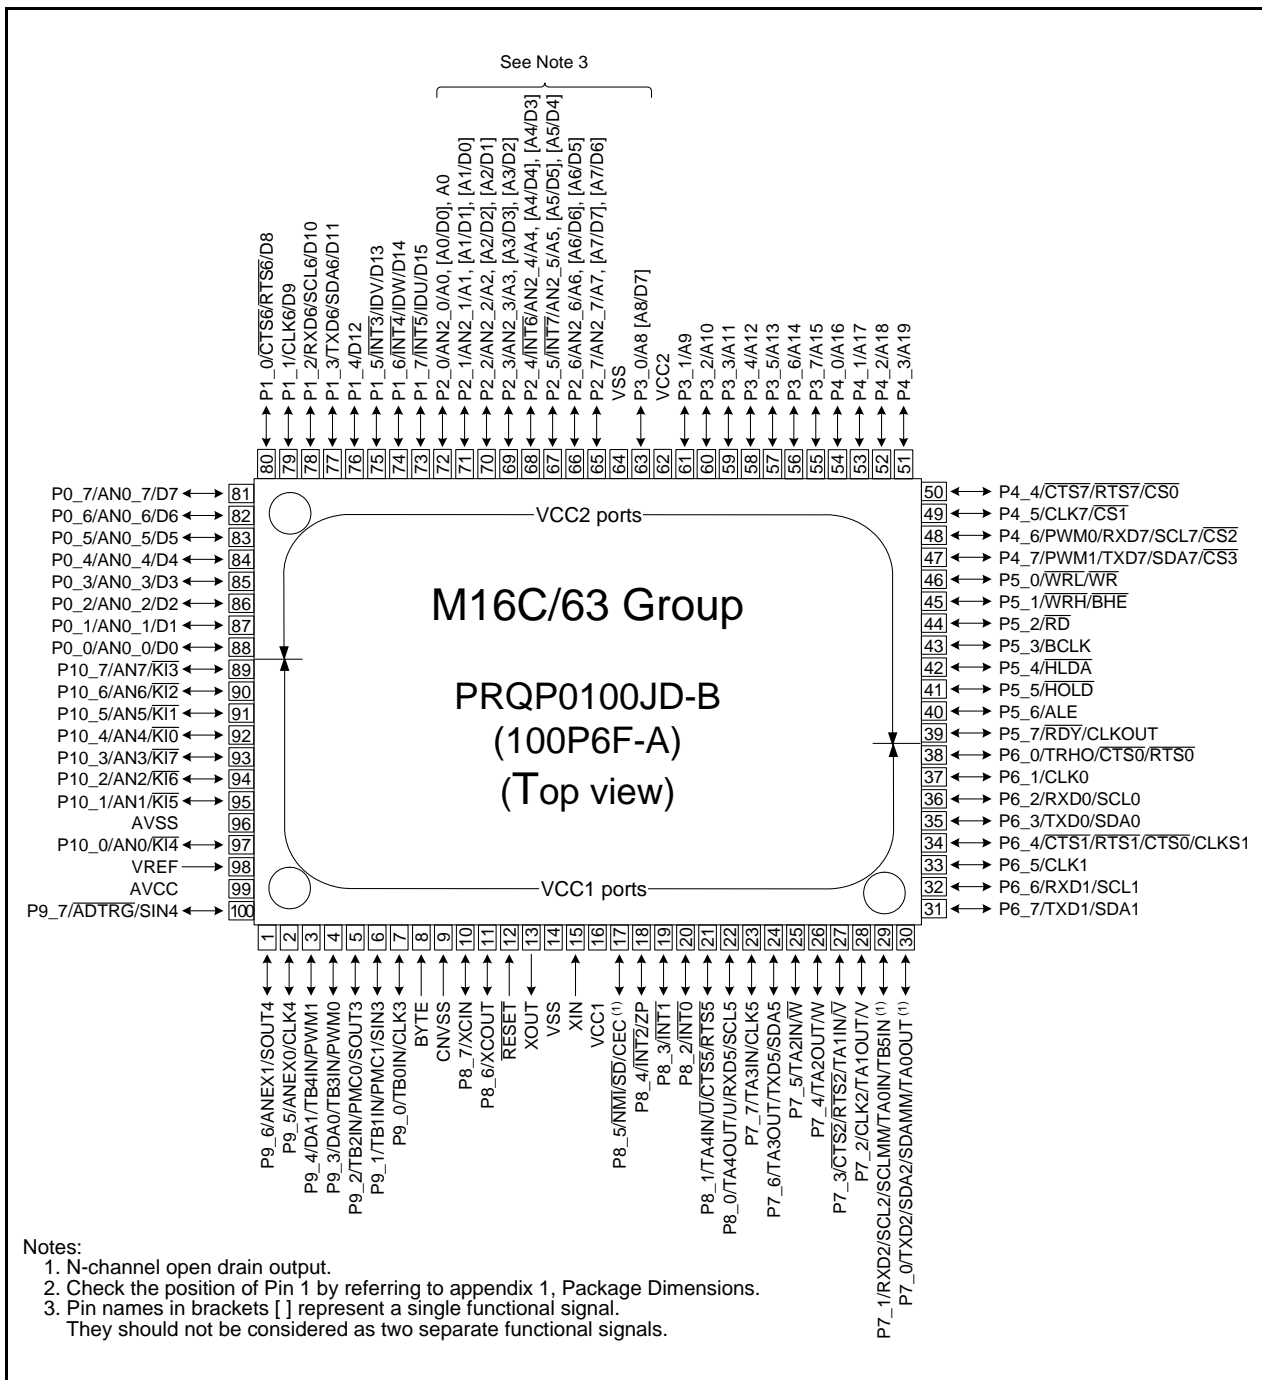 See Note 3
P1_0/CTS6/RTS6/D8
P1_1/CLK6/D9
P1_2/RXD6/SCL6/D10
P1_3/TXD6/SDA6/D11
P1_4/D12
P1_5/INT3/IDV/D13
P1_6/INT4/IDW/D14
P1_7/INT5/IDU/D15
P2_0/AN2_0/A0, [A0/D0], A0
P2_1/AN2_1/A1, [A1/D1], [A1/D0]
P2_2/AN2_2/A2, [A2/D2], [A2/D1]
P2_3/AN2_3/A3, [A3/D3], [A3/D2]
P2_4/INT6/AN2_4/A4, [A4/D4], [A4/D3]
P2_5/INT7/AN2_5/A5, [A5/D5], [A5/D4]
P2_6/AN2_6/A6, [A6/D6], [A6/D5]
P2_7/AN2_7/A7, [A7/D7], [A7/D6]
VSS
P3_0/A8 [A8/D7]
VCC2
P3_1/A9
P3_2/A10
P3_3/A11
P3_4/A12
P3_5/A13
P3_6/A14
P3_7/A15
P4_0/A16
P4_1/A17
P4_2/A18
P4_3/A19
80 79 78 77 76 75 74 73 72 71 70 69 68 67 66 65 64 63 62 61 60 59 58 57 56 55 54 53 52 51
P0_7/AN0_7/D7 81
P0_6/AN0_6/D6 82
P0_5/AN0_5/D5 83
P0_4/AN0_4/D4 84
P0_3/AN0_3/D3 85
P0_2/AN0_2/D2 86
P0_1/AN0_1/D1 87
P0_0/AN0_0/D0 88
P10_7/AN7/KI3 89
P10_6/AN6/KI2 90
P10_5/AN5/KI1 91
P10_4/AN4/KI0 92
P10_3/AN3/KI7 93
P10_2/AN2/KI6 94
P10_1/AN1/KI5 95
AVSS 96
P10_0/AN0/KI4 97
VREF 98
AVCC 99
P9_7/ADTRG/SIN4 100
VCC2 ports
M16C/63 Group
PRQP0100JD-B
(100P6F-A)
(Top view)
VCC1 ports
50 P4_4/CTS7/RTS7/CS0
49 P4_5/CLK7/CS1
48 P4_6/PWM0/RXD7/SCL7/CS2
47 P4_7/PWM1/TXD7/SDA7/CS3
46 P5_0/WRL/WR
45 P5_1/WRH/BHE
44 P5_2/RD
43 P5_3/BCLK
42 P5_4/HLDA
41 P5_5/HOLD
40 P5_6/ALE
39 P5_7/RDY/CLKOUT
38 P6_0/TRHO/CTS0/RTS0
37 P6_1/CLK0
36 P6_2/RXD0/SCL0
35 P6_3/TXD0/SDA0
34 P6_4/CTS1/RTS1/CTS0/CLKS1
33 P6_5/CLK1
32 P6_6/RXD1/SCL1
31 P6_7/TXD1/SDA1
1 2 3 4 5 6 7 8 9 10 11 12 13 14 15 16 17 18 19 20 21 22 23 24 25 26 27 28 29 30
P9_6/ANEX1/SOUT4
P9_5/ANEX0/CLK4
P9_4/DA1/TB4IN/PWM1
P9_3/DA0/TB3IN/PWM0
P9_2/TB2IN/PMC0/SOUT3
P9_1/TB1IN/PMC1/SIN3
P9_0/TB0IN/CLK3
BYTE
CNVSS
P8_7/XCIN
P8_6/XCOUT
RESET
XOUT
VSS
XIN
VCC1
P8_5/NMI/SD/CEC (1)
P8_4/INT2/ZP
P8_3/INT1
P8_2/INT0
P8_1/TA4IN/U/CTS5/RTS5
P8_0/TA4OUT/U/RXD5/SCL5
P7_7/TA3IN/CLK5
P7_6/TA3OUT/TXD5/SDA5
P7_5/TA2IN/W
P7_4/TA2OUT/W
P7_3/CTS2/RTS2/TA1IN/V
P7_2/CLK2/TA1OUT/V
P7_1/RXD2/SCL2/SCLMM/TA0IN/TB5IN (1)
P7_0/TXD2/SDA2/SDAMM/TA0OUT (1)
Notes:
1. N-channel open drain output.
2. Check the position of Pin 1 by referring to appendix 1, Package Dimensions.
3. Pin names in brackets [ ] represent a single functional signal.
They should not be considered as two separate functional signals.